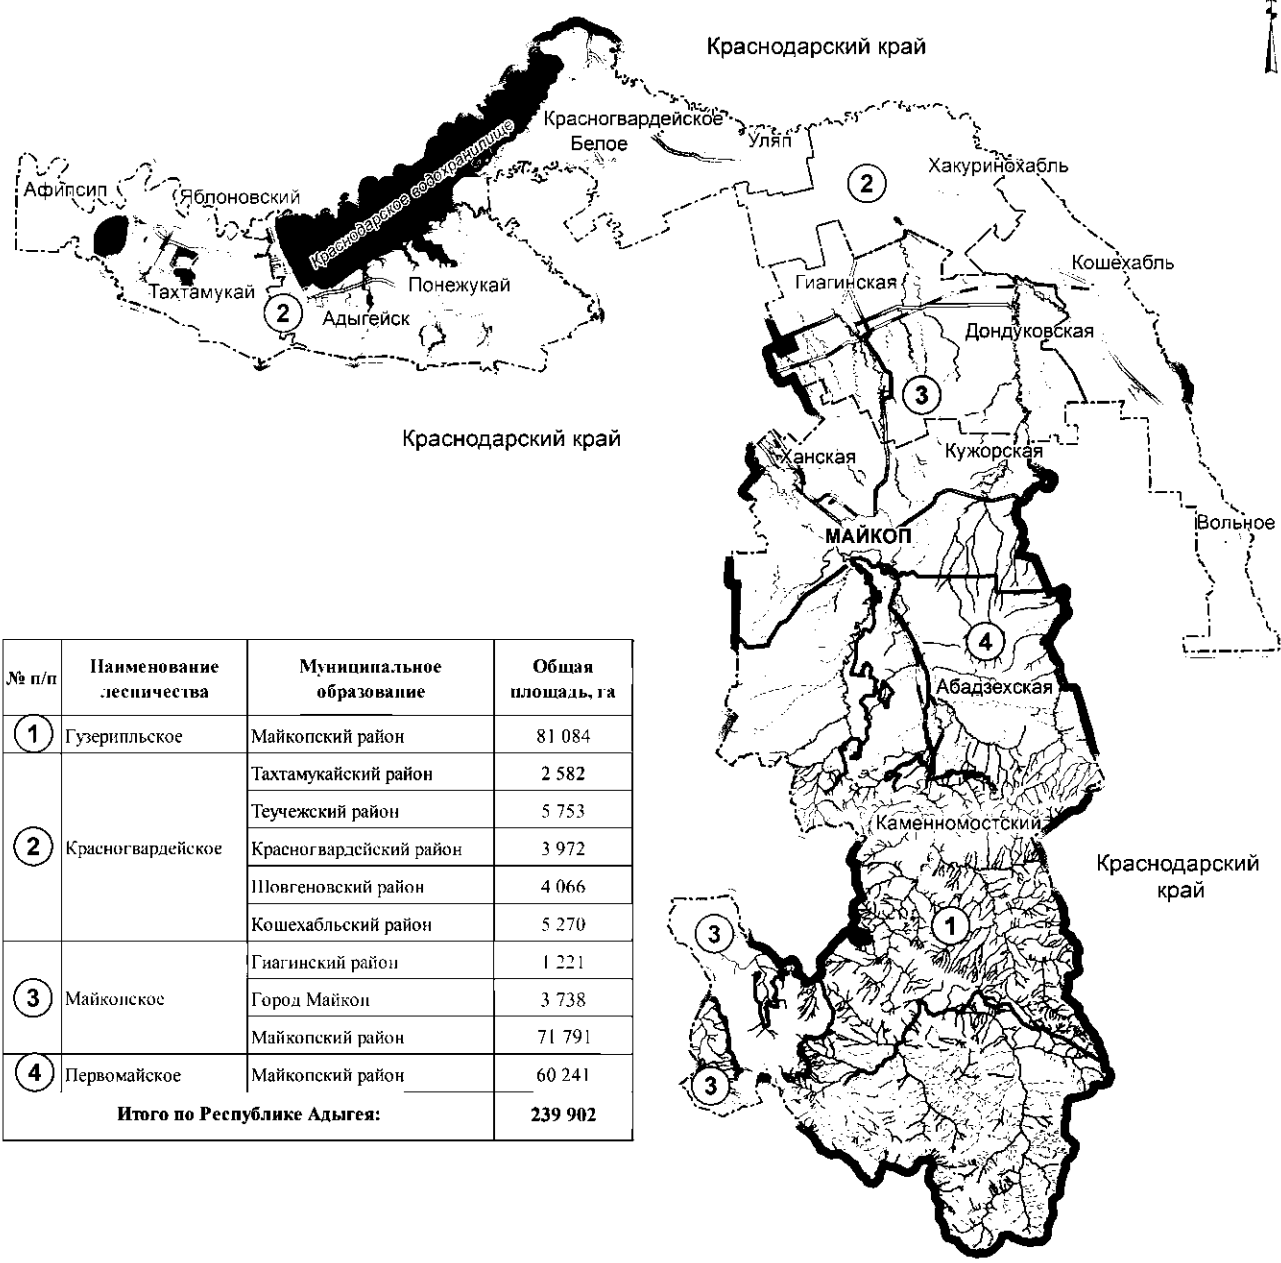 Краснодарский край
Красногвардейское
Белое
Уляп
2
Хакуринохабль
Афипсип
Яблоновский
Краснодарское водохранилище
Кошехабль
Гиагинская
Тахтамукай
2
Понежукай
Адыгейск
Дондуковская
3
Краснодарский край
Ханская
Кужорская
Вольное
МАЙКОП
4
Абадзехская
Каменномостский
Краснодарский
край
1
3
3
№ п/п Наименование лесничества Муниципальное образование Общая площадь, га
1 Гузерипльское Майкопский район 81 084
Тахтамукайский район 2 582
Теучежский район 5 753
2 Красногвардейское Красногвардейский район 3 972
Шовгеновский район 4 066
Кошехабльский район 5 270
Гиагинский район 1 221
3 Майкопское Город Майкоп 3 738
Майкопский район 71 791
4 Первомайское Майкопский район 60 241
Итого по Республике Адыгея: 239 902